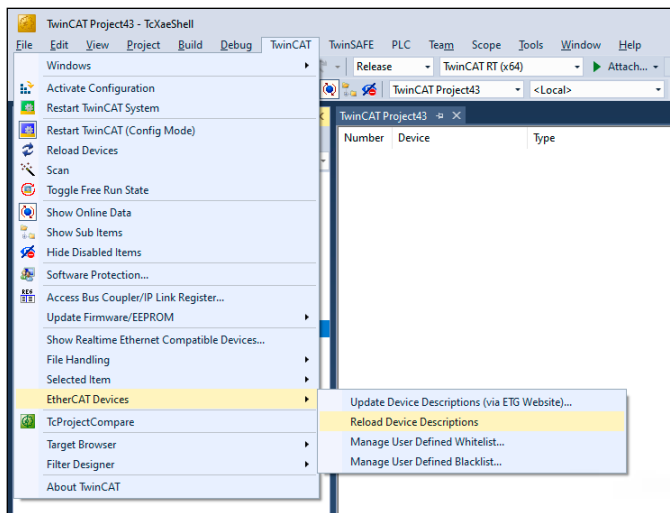 TwinCAT Project43 - TcXaeShell
File Edit View Project Build Debug TwinCAT TwinSAFE PLC Team Scope Tools Window Help
Release TwinCAT RT (x64) Attach...
TwinCAT Project43 <Local>
Windows
Activate Configuration
Restart TwinCAT System
Restart TwinCAT (Config Mode)
Reload Devices
Scan
Toggle Free Run State
Show Online Data
Show Sub Items
Hide Disabled Items
Software Protection...
Access Bus Coupler/IP Link Register...
Update Firmware/EEPROM
Show Realtime Ethernet Compatible Devices...
File Handling
Selected Item
EtherCAT Devices
TcProjectCompare
Target Browser
Filter Designer
About TwinCAT
TwinCAT Project43
Number Device Type
Update Device Descriptions (via ETG Website)...
Reload Device Descriptions
Manage User Defined Whitelist...
Manage User Defined Blacklist...